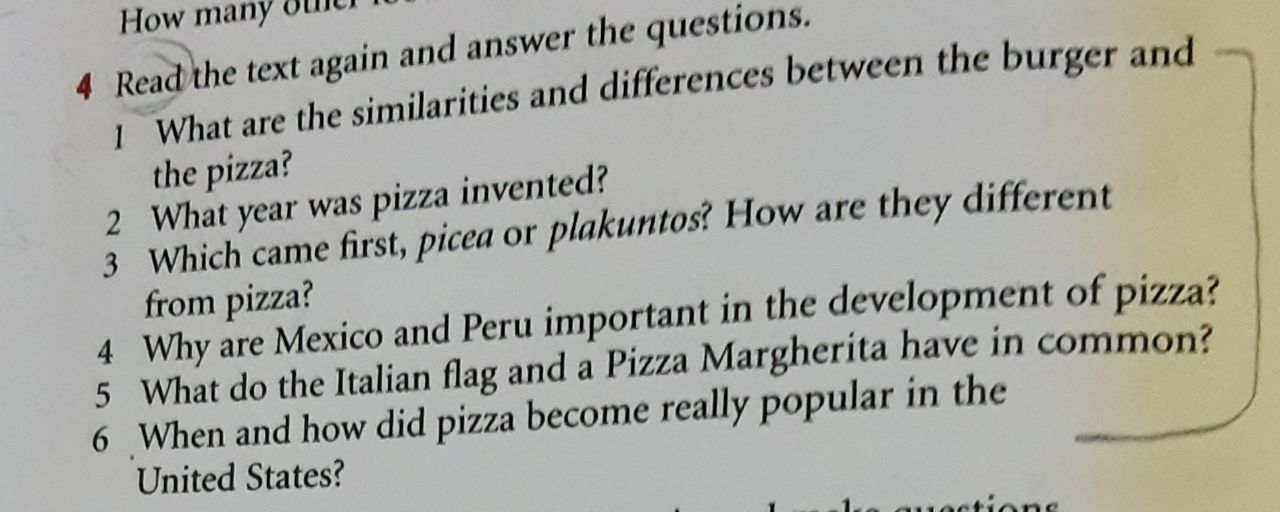 How many other
4 Read the text again and answer the questions.
1 What are the similarities and differences between the burger and
the pizza?
2 What year was pizza invented?
3 Which came first, picea or plakuntos? How are they different
from pizza?
4 Why are Mexico and Peru important in the development of pizza?
5 What do the Italian flag and a Pizza Margherita have in common?
6 When and how did pizza become really popular in the
United States?
make questions